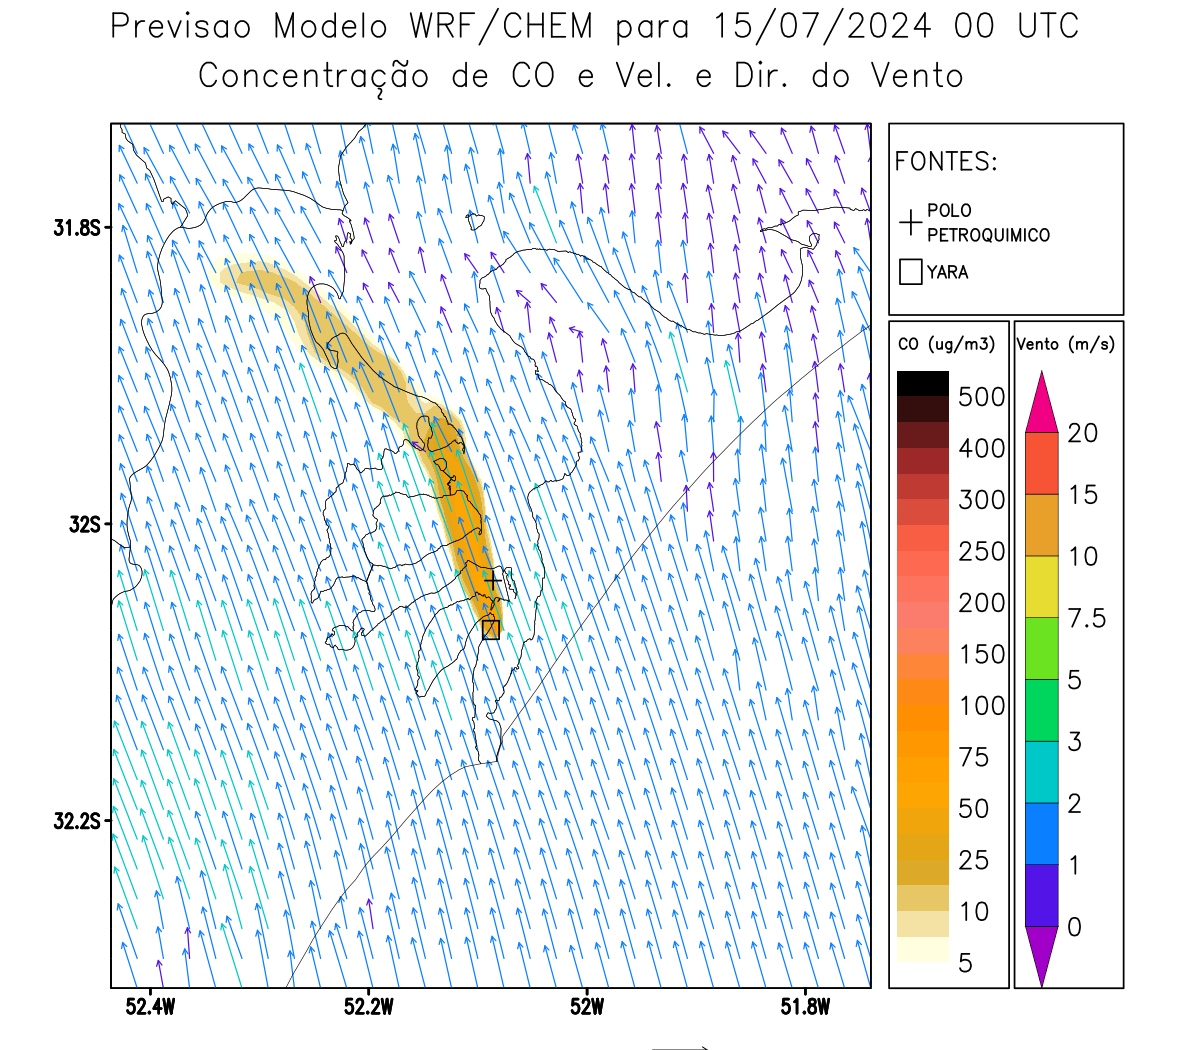 Previsao Modelo WRF/CHEM para 15/07/2024 00 UTC
Concentração de CO e Vel. e Dir. do Vento
FONTES:
POLO
PETROQUIMICO
YARA
CO (ug/m3)
500
400
300
250
200
150
100
75
50
25
10
5
Vento (m/s)
20
15
10
7.5
5
3
2
1
0
31.8S
32S
32.2S
52.4W
52.2W
52W
51.8W